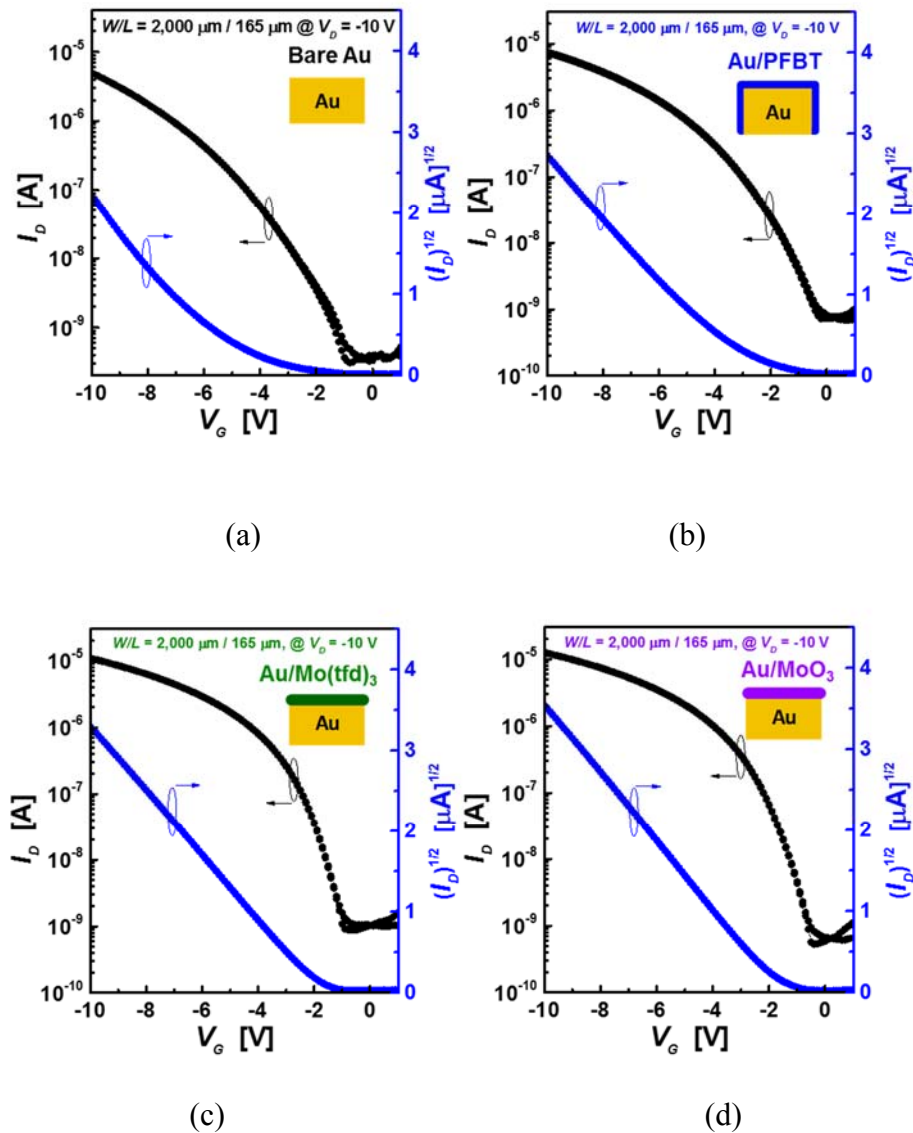 W/L = 2,000 μm / 165 μm @ V_D = -10 V
Bare Au
Au
10^-5
10^-6
10^-7
10^-8
10^-9
I_D [A]
4
3
2
1
0
(I_D)^1/2 [μA]^1/2
-10 -8 -6 -4 -2 0
V_G [V]
(a)
W/L = 2,000 μm / 165 μm, @ V_D = -10 V
Au/PFBT
Au
10^-5
10^-6
10^-7
10^-8
10^-9
10^-10
I_D [A]
4
3
2
1
0
(I_D)^1/2 [μA]^1/2
-10 -8 -6 -4 -2 0
V_G [V]
(b)
W/L = 2,000 μm / 165 μm, @ V_D = -10 V
Au/Mo(tfd)_3
Au
10^-5
10^-6
10^-7
10^-8
10^-9
10^-10
I_D [A]
4
3
2
1
0
(I_D)^1/2 [μA]^1/2
-10 -8 -6 -4 -2 0
V_G [V]
(c)
W/L = 2,000 μm / 165 μm, @ V_D = -10 V
Au/MoO_3
Au
10^-5
10^-6
10^-7
10^-8
10^-9
10^-10
I_D [A]
4
3
2
1
0
(I_D)^1/2 [μA]^1/2
-10 -8 -6 -4 -2 0
V_G [V]
(d)